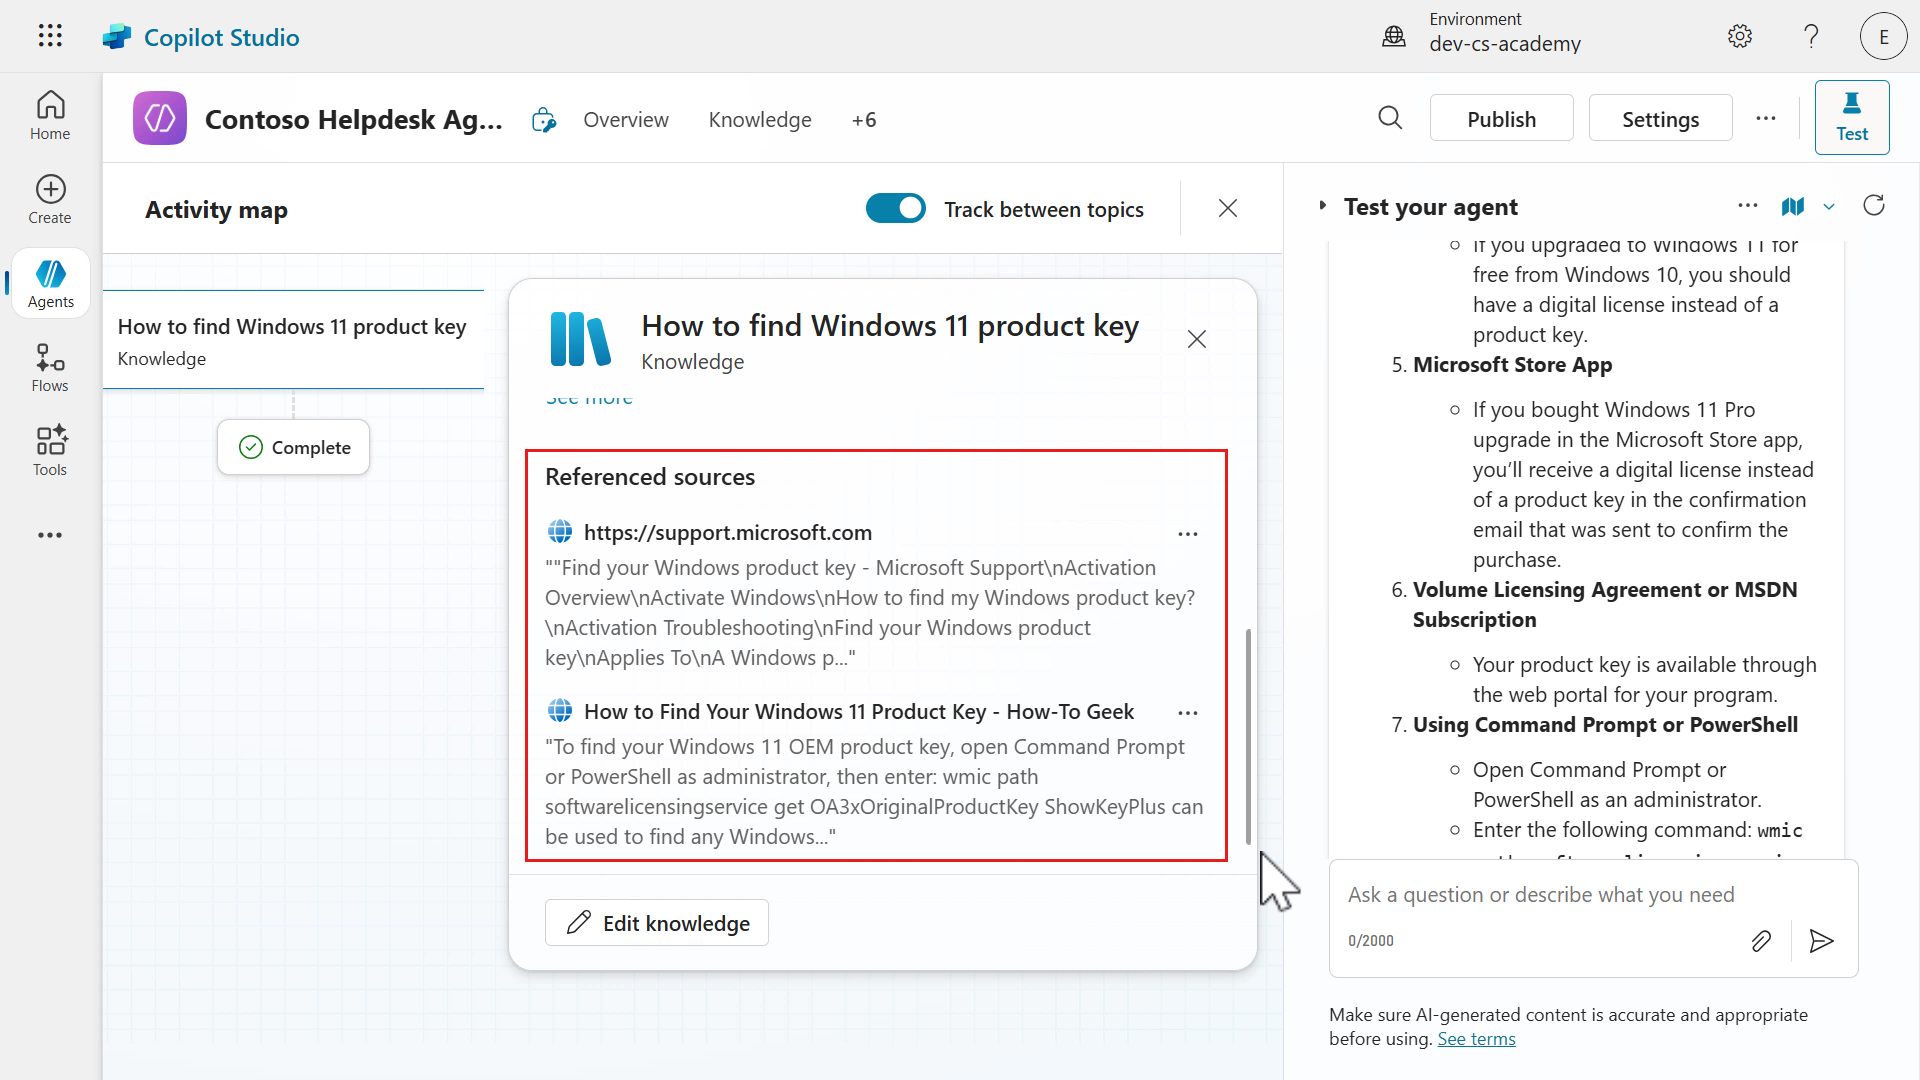 Copilot Studio
Environment
dev-cs-academy
E
Home
Create
Agents
Flows
Tools
Contoso Helpdesk Ag...
Overview
Knowledge
+6
Publish
Settings
Test
Activity map
Track between topics
How to find Windows 11 product key
Knowledge
Complete
How to find Windows 11 product key
Knowledge
See more
Referenced sources
https://support.microsoft.com
""Find your Windows product key - Microsoft Support\nActivation
Overview\nActivate Windows\nHow to find my Windows product key?
\nActivation Troubleshooting\nFind your Windows product
key\nApplies To\nA Windows p..."
How to Find Your Windows 11 Product Key - How-To Geek
"To find your Windows 11 OEM product key, open Command Prompt
or PowerShell as administrator, then enter: wmic path
softwarelicensingservice get OA3xOriginalProductKey ShowKeyPlus can
be used to find any Windows..."
Edit knowledge
Test your agent
If you upgraded to Windows 11 for
free from Windows 10, you should
have a digital license instead of a
product key.
5. Microsoft Store App
If you bought Windows 11 Pro
upgrade in the Microsoft Store app,
you’ll receive a digital license instead
of a product key in the confirmation
email that was sent to confirm the
purchase.
6. Volume Licensing Agreement or MSDN
Subscription
Your product key is available through
the web portal for your program.
7. Using Command Prompt or PowerShell
Open Command Prompt or
PowerShell as an administrator.
Enter the following command: wmic
Ask a question or describe what you need
0/2000
Make sure AI-generated content is accurate and appropriate
before using. See terms